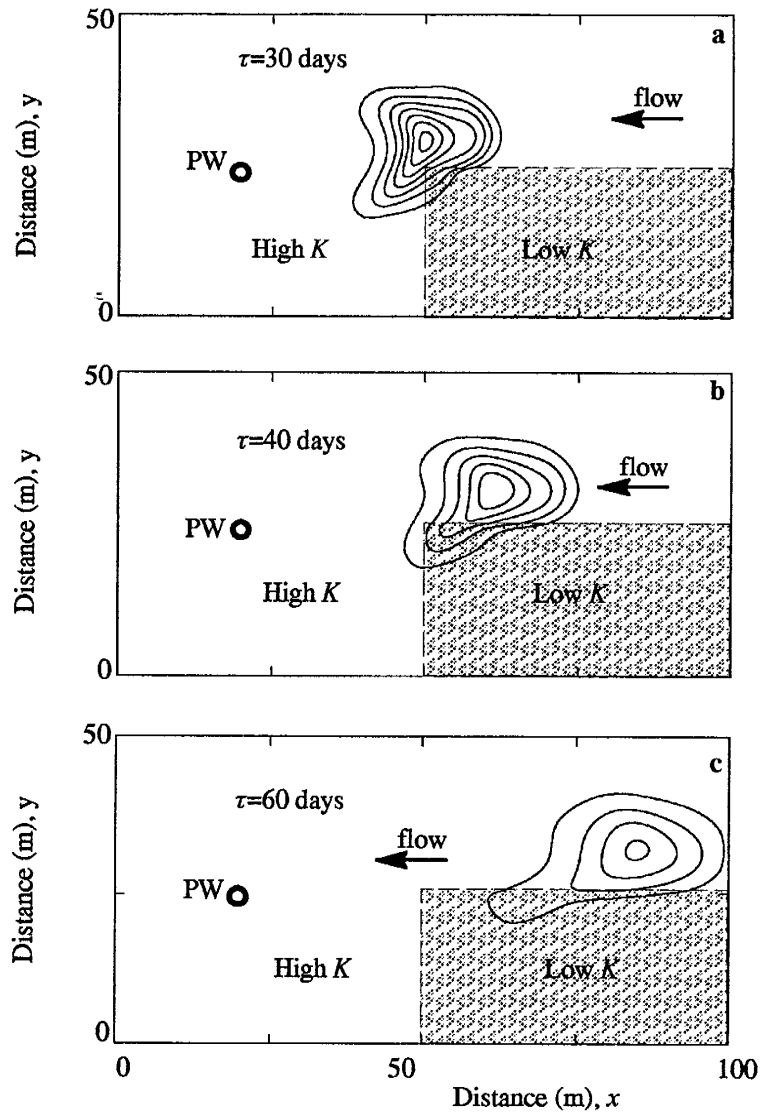 50
a
τ=30 days
flow
PW
High K
Low K
0
Distance (m), y
50
b
τ=40 days
flow
PW
High K
Low K
0
Distance (m), y
50
c
τ=60 days
flow
PW
High K
Low K
0
Distance (m), y
0 50 100
Distance (m), x